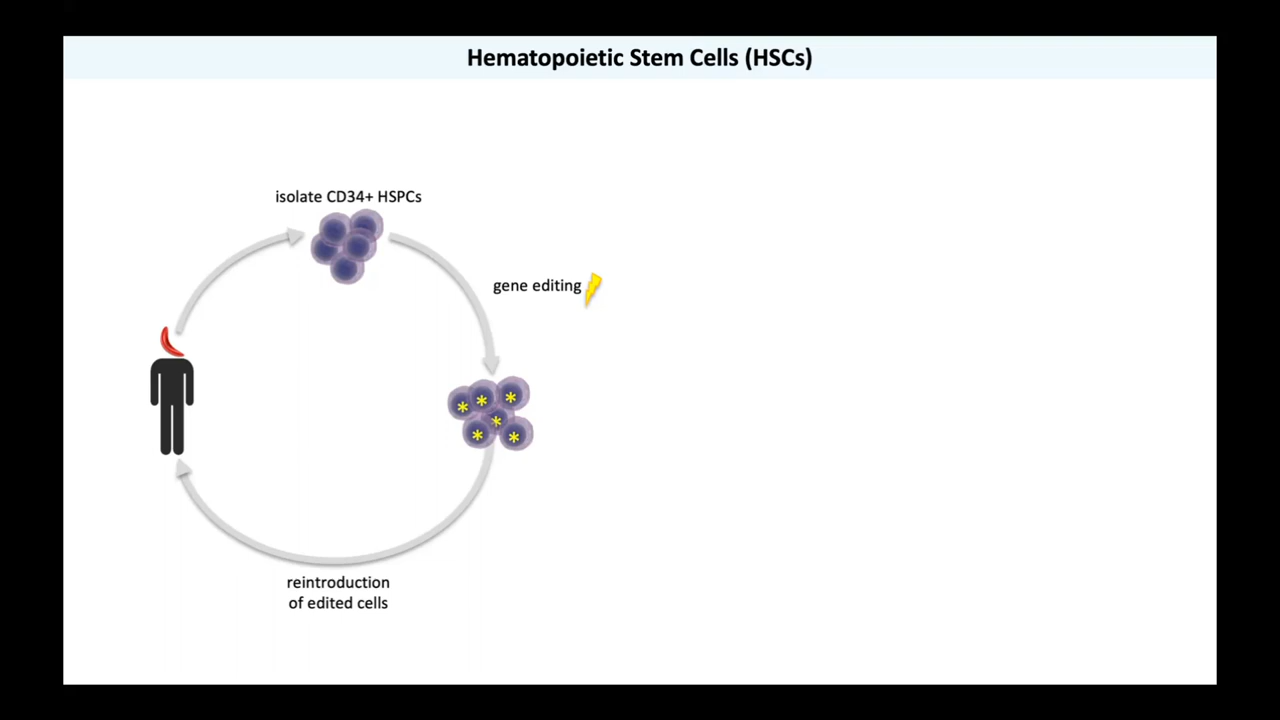 Hematopoietic Stem Cells (HSCs)
isolate CD34+ HSPCs
gene editing
* * * * * *
reintroduction
of edited cells